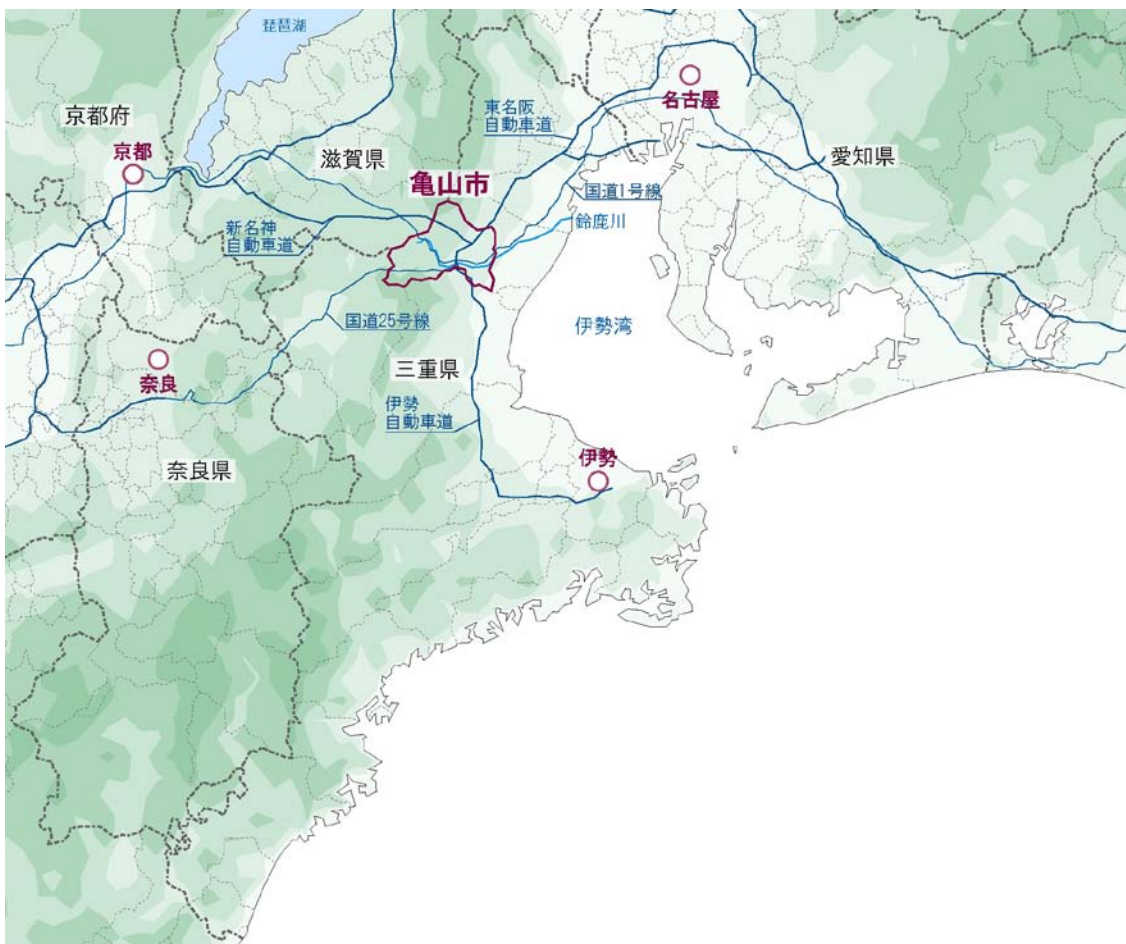 琵琶湖
京都府
京都
滋賀県
亀山市
東名阪
自動車道
名古屋
愛知県
国道1号線
鈴鹿川
新名神
自動車道
国道25号線
伊勢湾
奈良
三重県
伊勢
自動車道
奈良県
伊勢